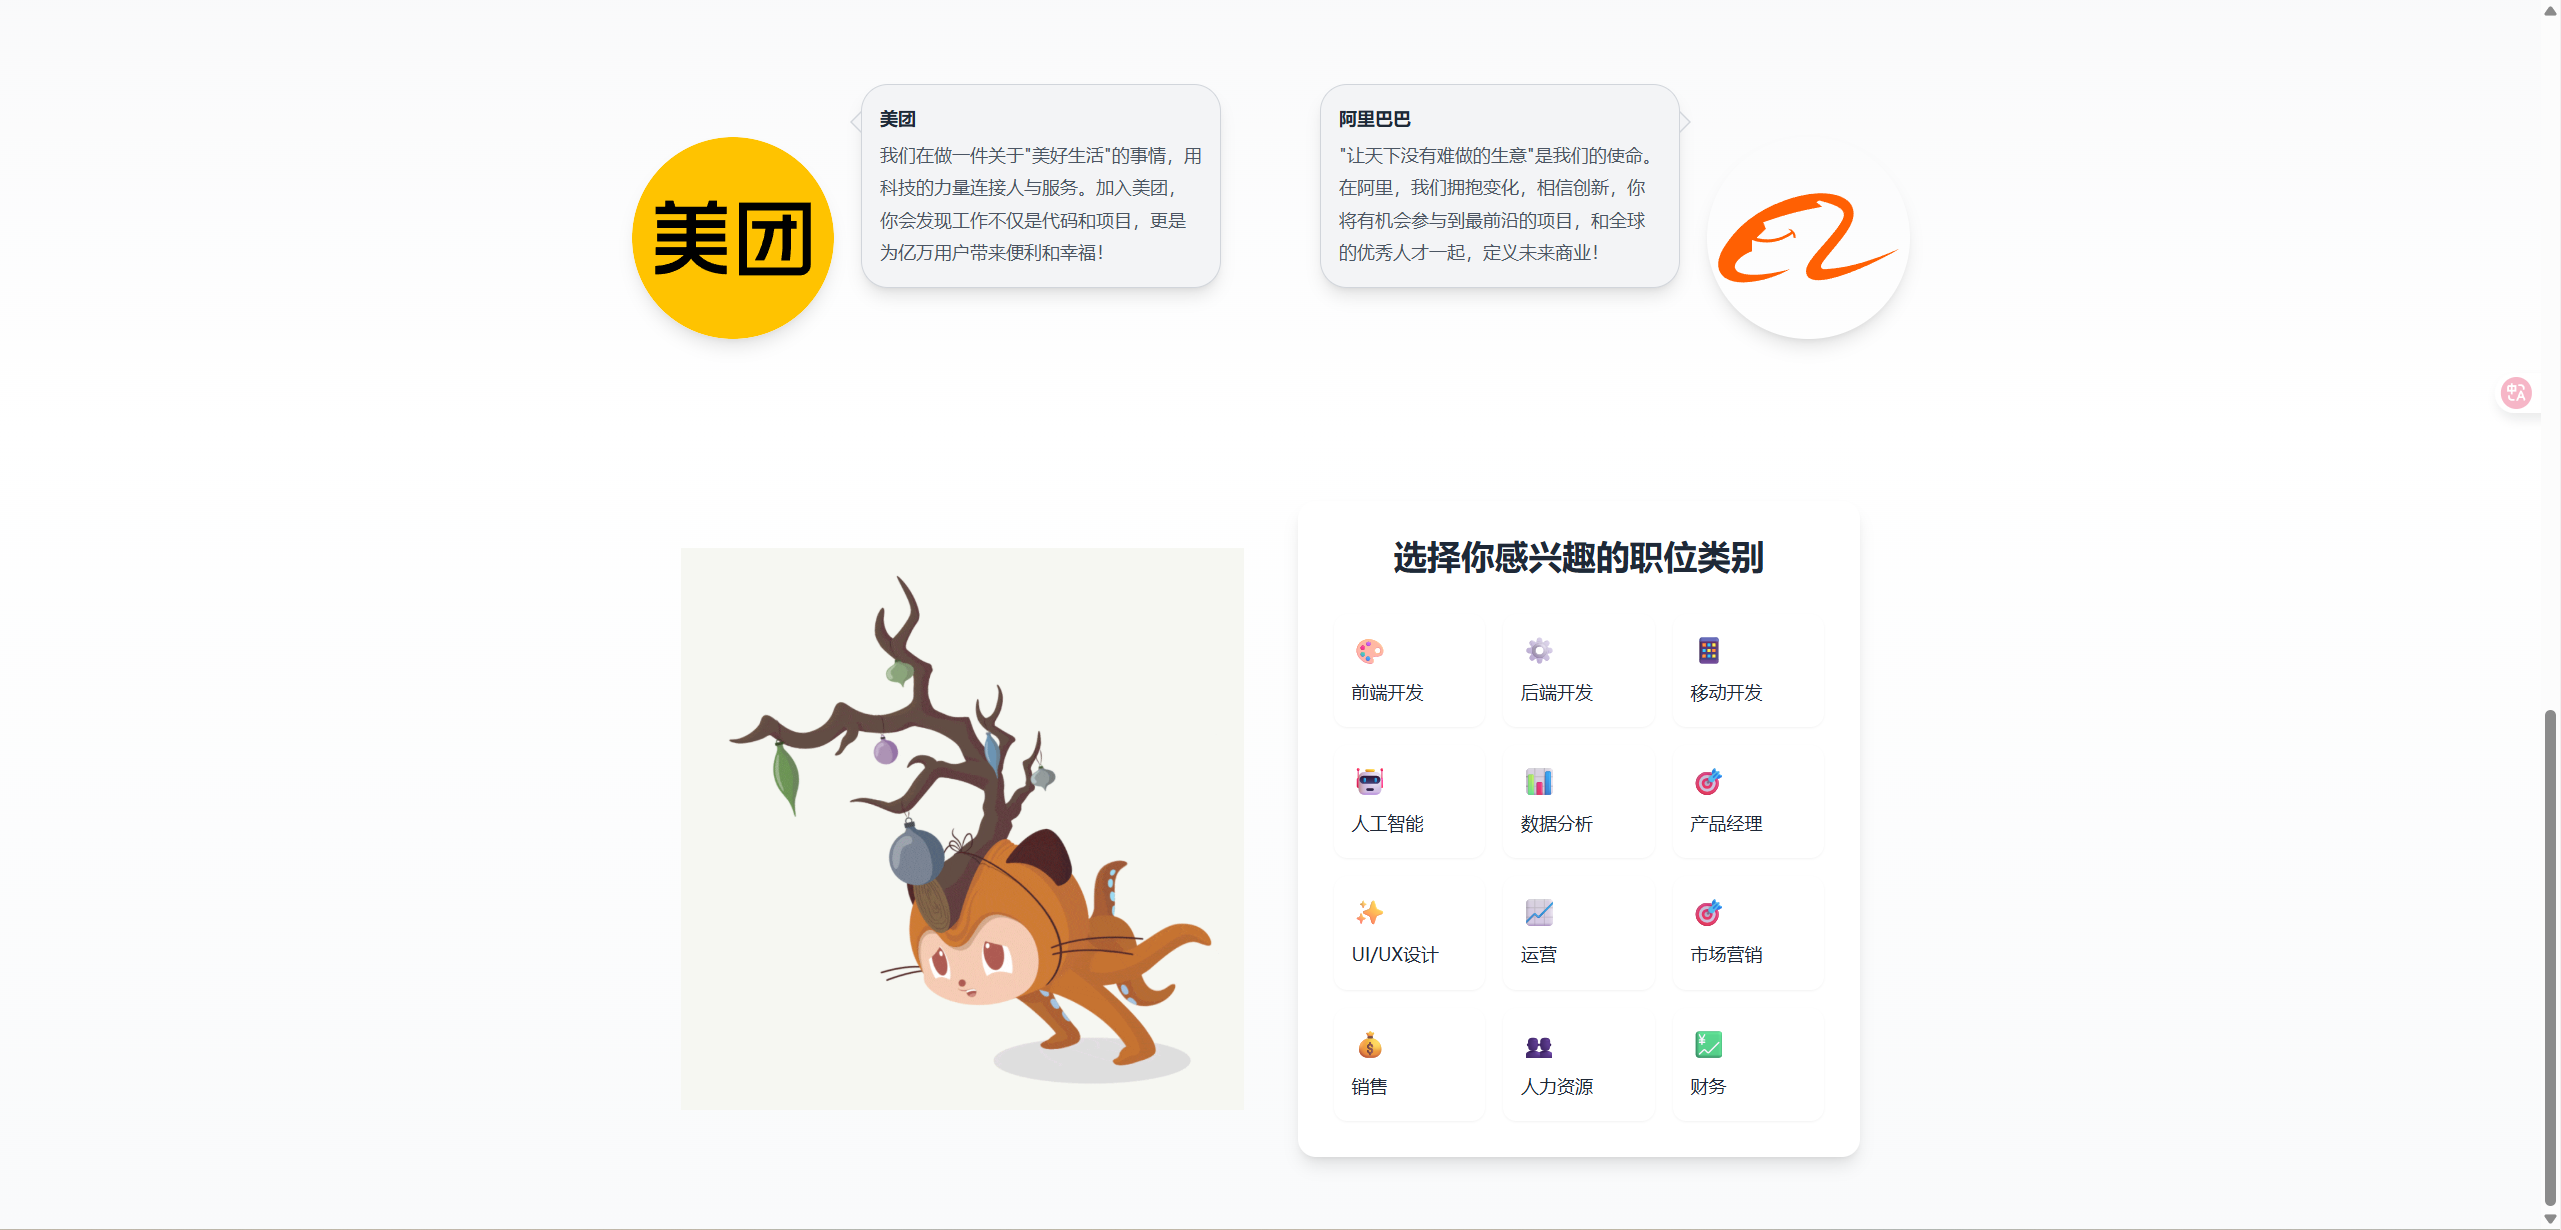 美团
美团
我们在做一件关于"美好生活"的事情，用
科技的力量连接人与服务。加入美团，
你会发现工作不仅是代码和项目，更是
为亿万用户带来便利和幸福！
阿里巴巴
"让天下没有难做的生意"是我们的使命。
在阿里，我们拥抱变化，相信创新，你
将有机会参与到最前沿的项目，和全球
的优秀人才一起，定义未来商业！
中A
选择你感兴趣的职位类别
前端开发
后端开发
移动开发
人工智能
数据分析
产品经理
UI/UX设计
运营
市场营销
销售
人力资源
财务